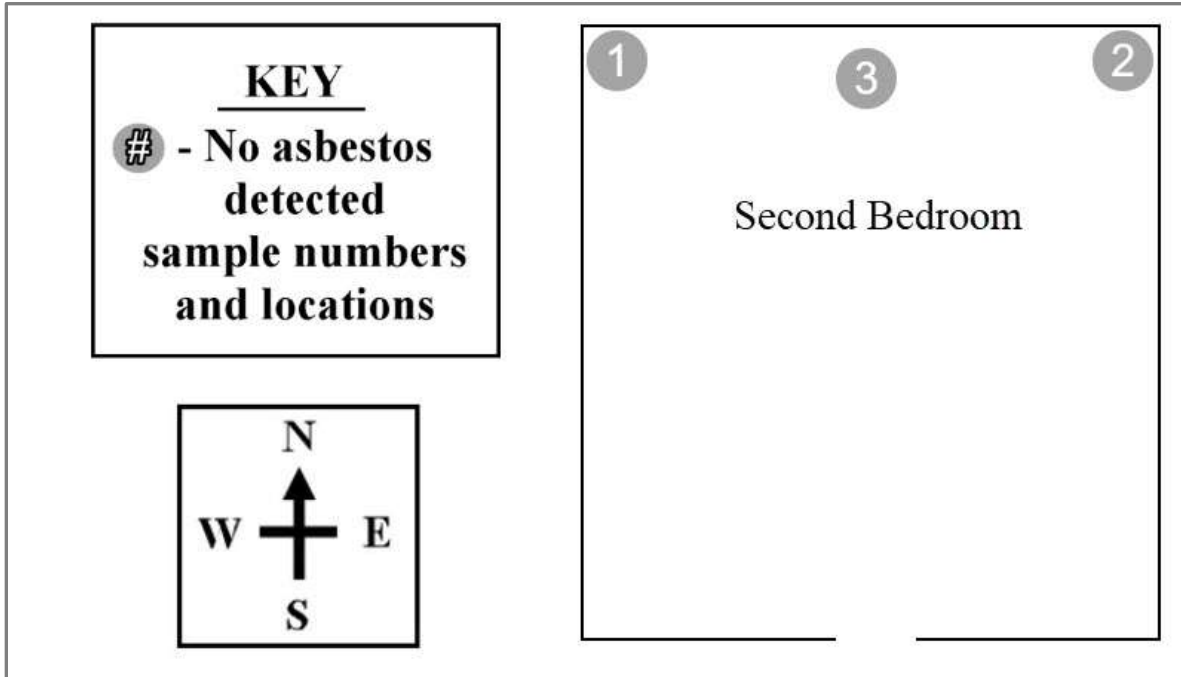 KEY
# - No asbestos
detected
sample numbers
and locations
N
W E
S
1 3 2
Second Bedroom